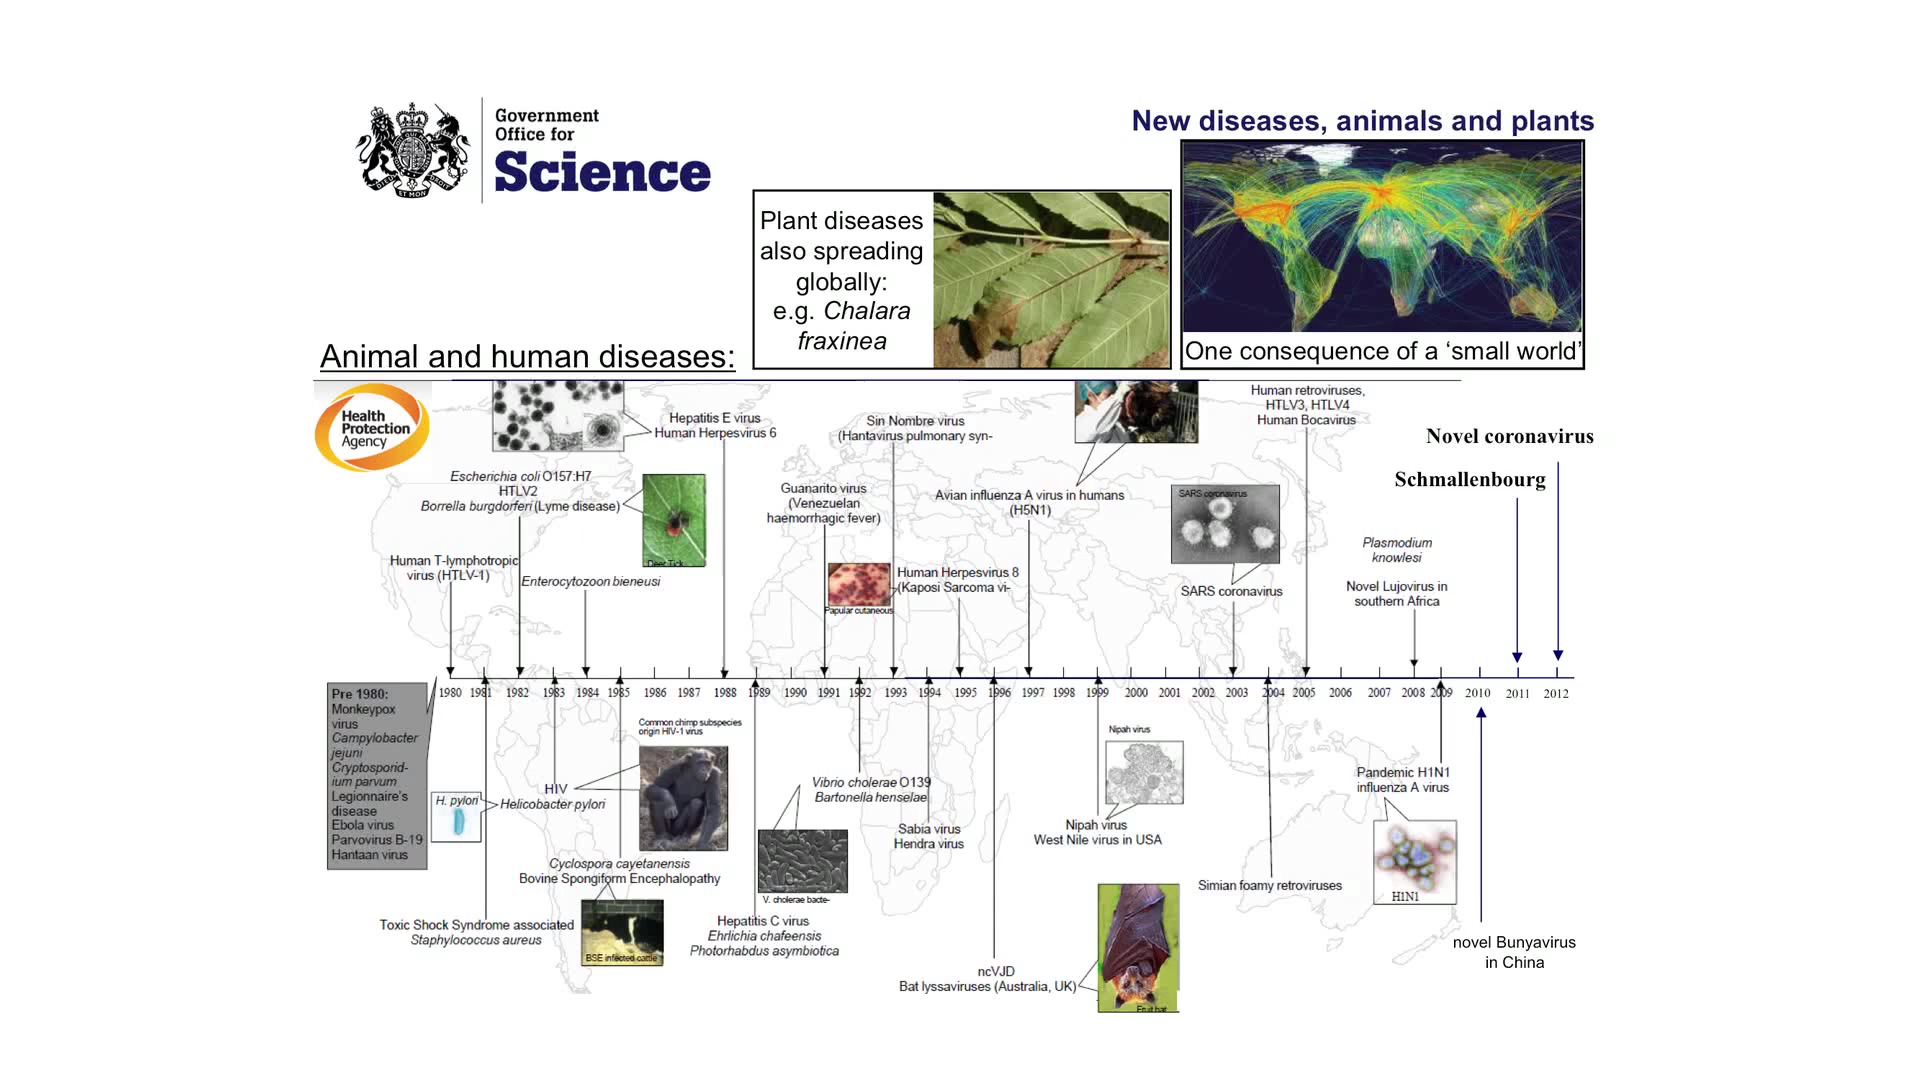 Government
Office for
Science
New diseases, animals and plants
Plant diseases
also spreading
globally:
e.g. Chalara
fraxinea
One consequence of a ‘small world’
Animal and human diseases:
Health
Protection
Agency
Hepatitis E virus
Human Herpesvirus 6
Sin Nombre virus
(Hantavirus pulmonary syn-
Human retroviruses,
HTLV3, HTLV4
Human Bocavirus
Novel coronavirus
Schmallenbourg
Escherichia coli O157:H7
HTLV2
Borrella burgdorferi (Lyme disease)
Deer Tick
Guanarito virus
(Venezuelan
haemorrhagic fever)
Avian influenza A virus in humans
(H5N1)
SARS coronavirus
SARS coronavirus
Plasmodium
knowlesi
Novel Lujovirus in
southern Africa
Human T-lymphotropic
virus (HTLV-1)
Enterocytozoon bieneusi
Papular cutaneous
Human Herpesvirus 8
(Kaposi Sarcoma vi-
1980 1981 1982 1983 1984 1985 1986 1987 1988 1989 1990 1991 1992 1993 1994 1995 1996 1997 1998 1999 2000 2001 2002 2003 2004 2005 2006 2007 2008 2009 2010 2011 2012
Pre 1980:
Monkeypox
virus
Campylobacter
jejuni
Cryptosporid-
ium parvum
Legionnaire’s
disease
Ebola virus
Parvovirus B-19
Hantaan virus
H. pylori
HIV
Helicobacter pylori
Common chimp subspecies
origin HIV-1 virus
Cyclospora cayetanensis
Bovine Spongiform Encephalopathy
BSE infected cattle
Toxic Shock Syndrome associated
Staphylococcus aureus
Vibrio cholerae O139
Bartonella henselae
V. cholerae bacte-
Hepatitis C virus
Ehrlichia chafeensis
Photorhabdus asymbiotica
Sabia virus
Hendra virus
ncVJD
Bat lyssaviruses (Australia, UK)
Fruit bat
Nipah virus
Nipah virus
West Nile virus in USA
Simian foamy retroviruses
Pandemic H1N1
influenza A virus
H1N1
novel Bunyavirus
in China